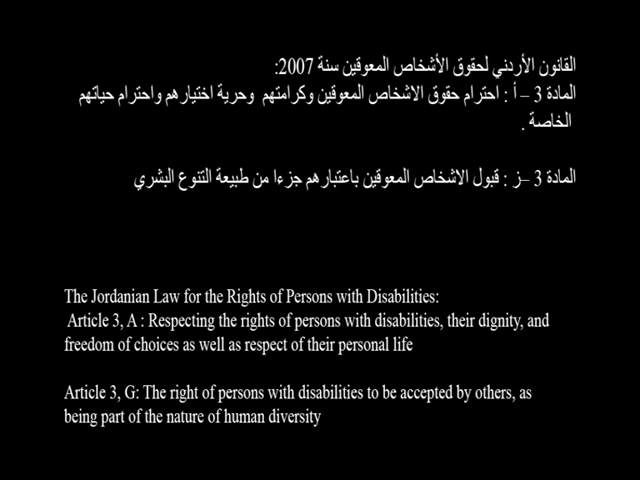 القانون الأردني لحقوق الأشخاص المعوقين سنة 2007:
المادة 3 – أ : احترام حقوق الاشخاص المعوقين وكرامتهم وحرية اختيارهم واحترام حياتهم
الخاصة .
المادة 3 –ز : قبول الاشخاص المعوقين باعتبارهم جزءا من طبيعة التنوع البشري
The Jordanian Law for the Rights of Persons with Disabilities:
Article 3, A : Respecting the rights of persons with disabilities, their dignity, and
freedom of choices as well as respect of their personal life
Article 3, G: The right of persons with disabilities to be accepted by others, as
being part of the nature of human diversity